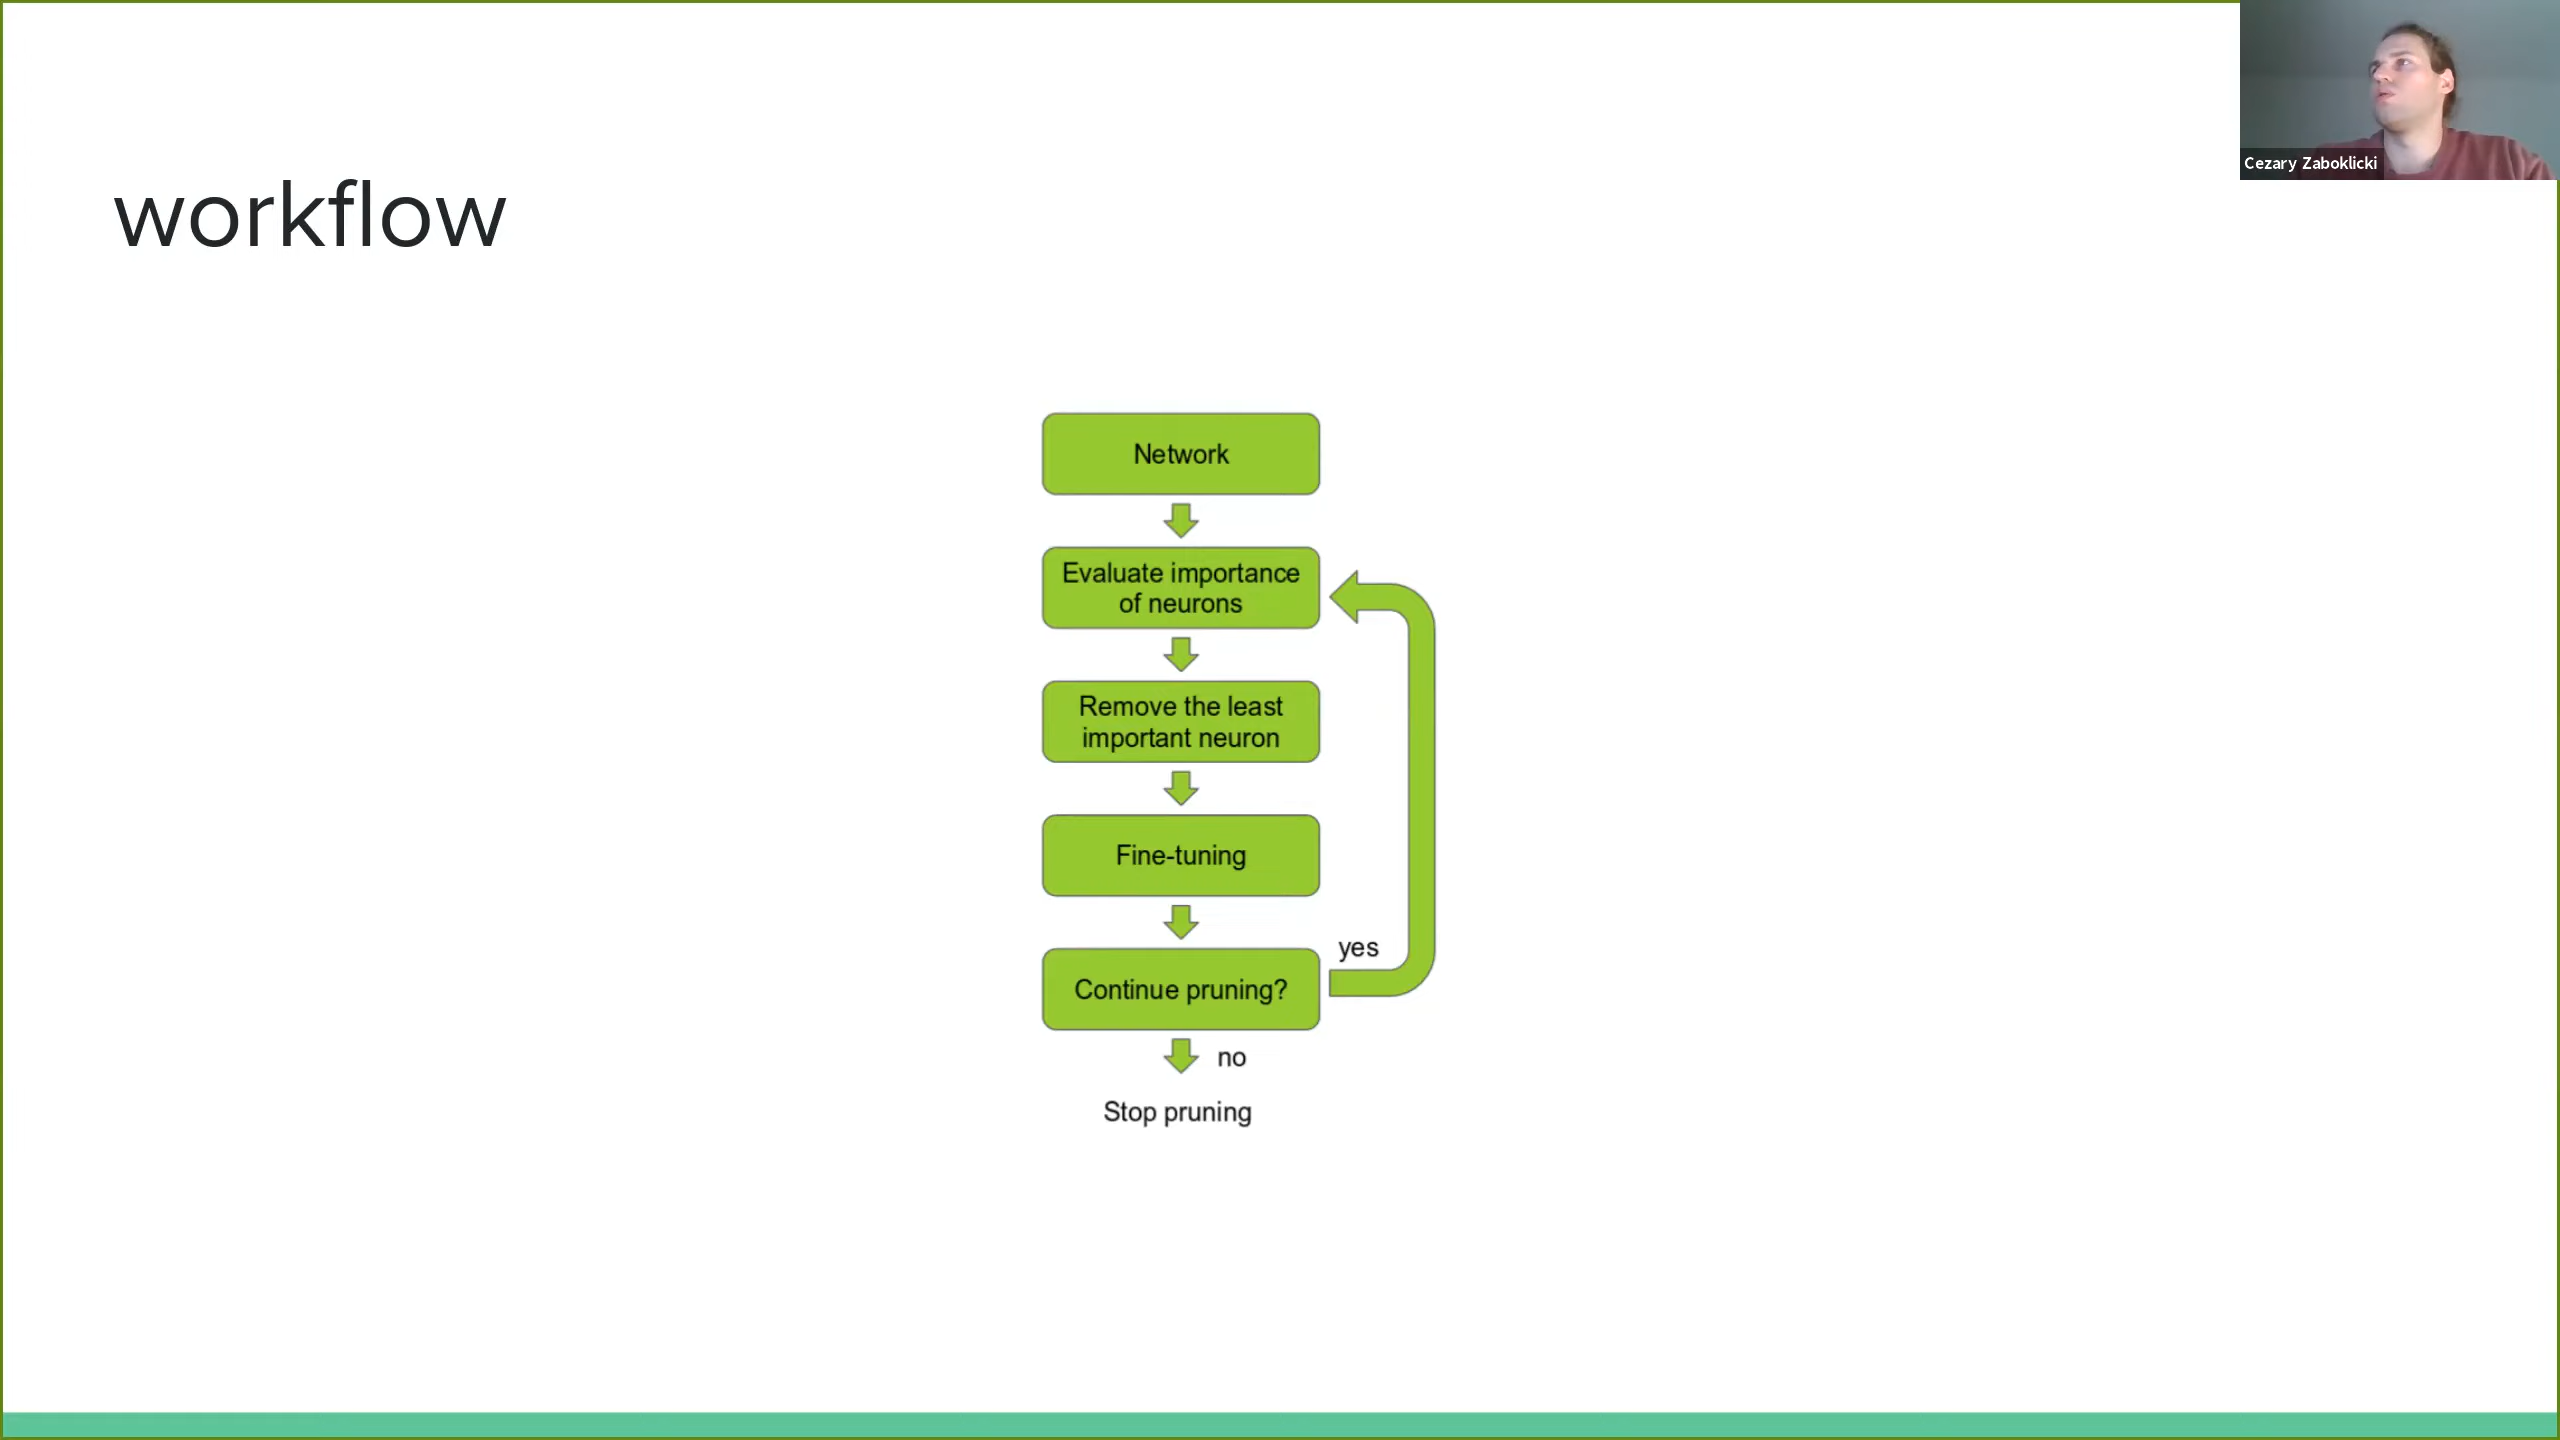 Cezary Zaboklicki
workflow
Network
Evaluate importance
of neurons
Remove the least
important neuron
Fine-tuning
yes
Continue pruning?
no
Stop pruning